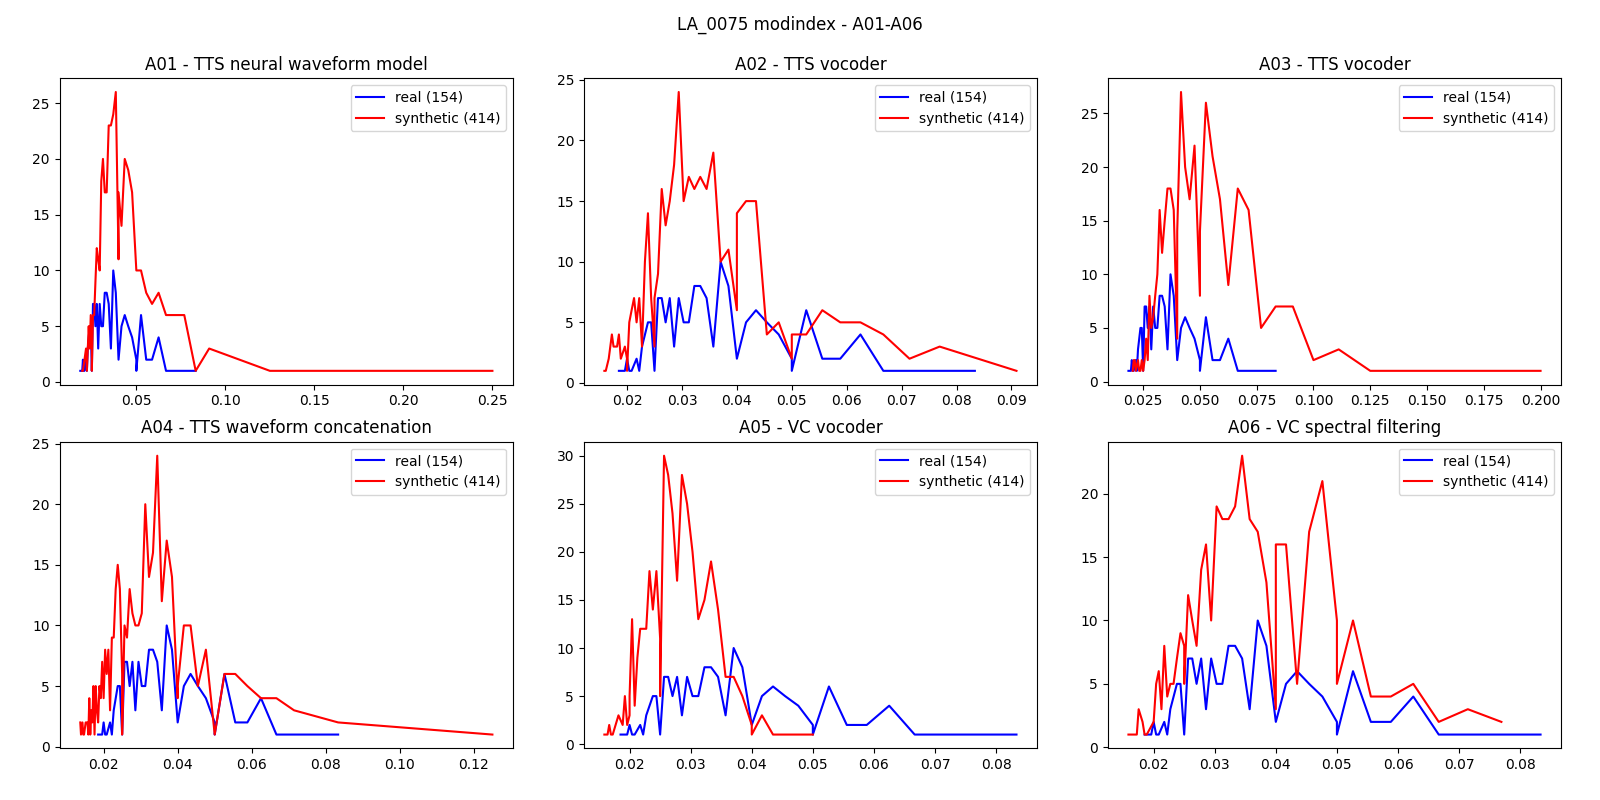 LA_0075 modindex - A01-A06
A01 - TTS neural waveform model
25
20
15
10
5
0
0.05 0.10 0.15 0.20 0.25
real (154)
synthetic (414)
A02 - TTS vocoder
25
20
15
10
5
0
0.02 0.03 0.04 0.05 0.06 0.07 0.08 0.09
real (154)
synthetic (414)
A03 - TTS vocoder
25
20
15
10
5
0
0.025 0.050 0.075 0.100 0.125 0.150 0.175 0.200
real (154)
synthetic (414)
A04 - TTS waveform concatenation
25
20
15
10
5
0
0.02 0.04 0.06 0.08 0.10 0.12
real (154)
synthetic (414)
A05 - VC vocoder
30
25
20
15
10
5
0
0.02 0.03 0.04 0.05 0.06 0.07 0.08
real (154)
synthetic (414)
A06 - VC spectral filtering
20
15
10
5
0
0.02 0.03 0.04 0.05 0.06 0.07 0.08
real (154)
synthetic (414)